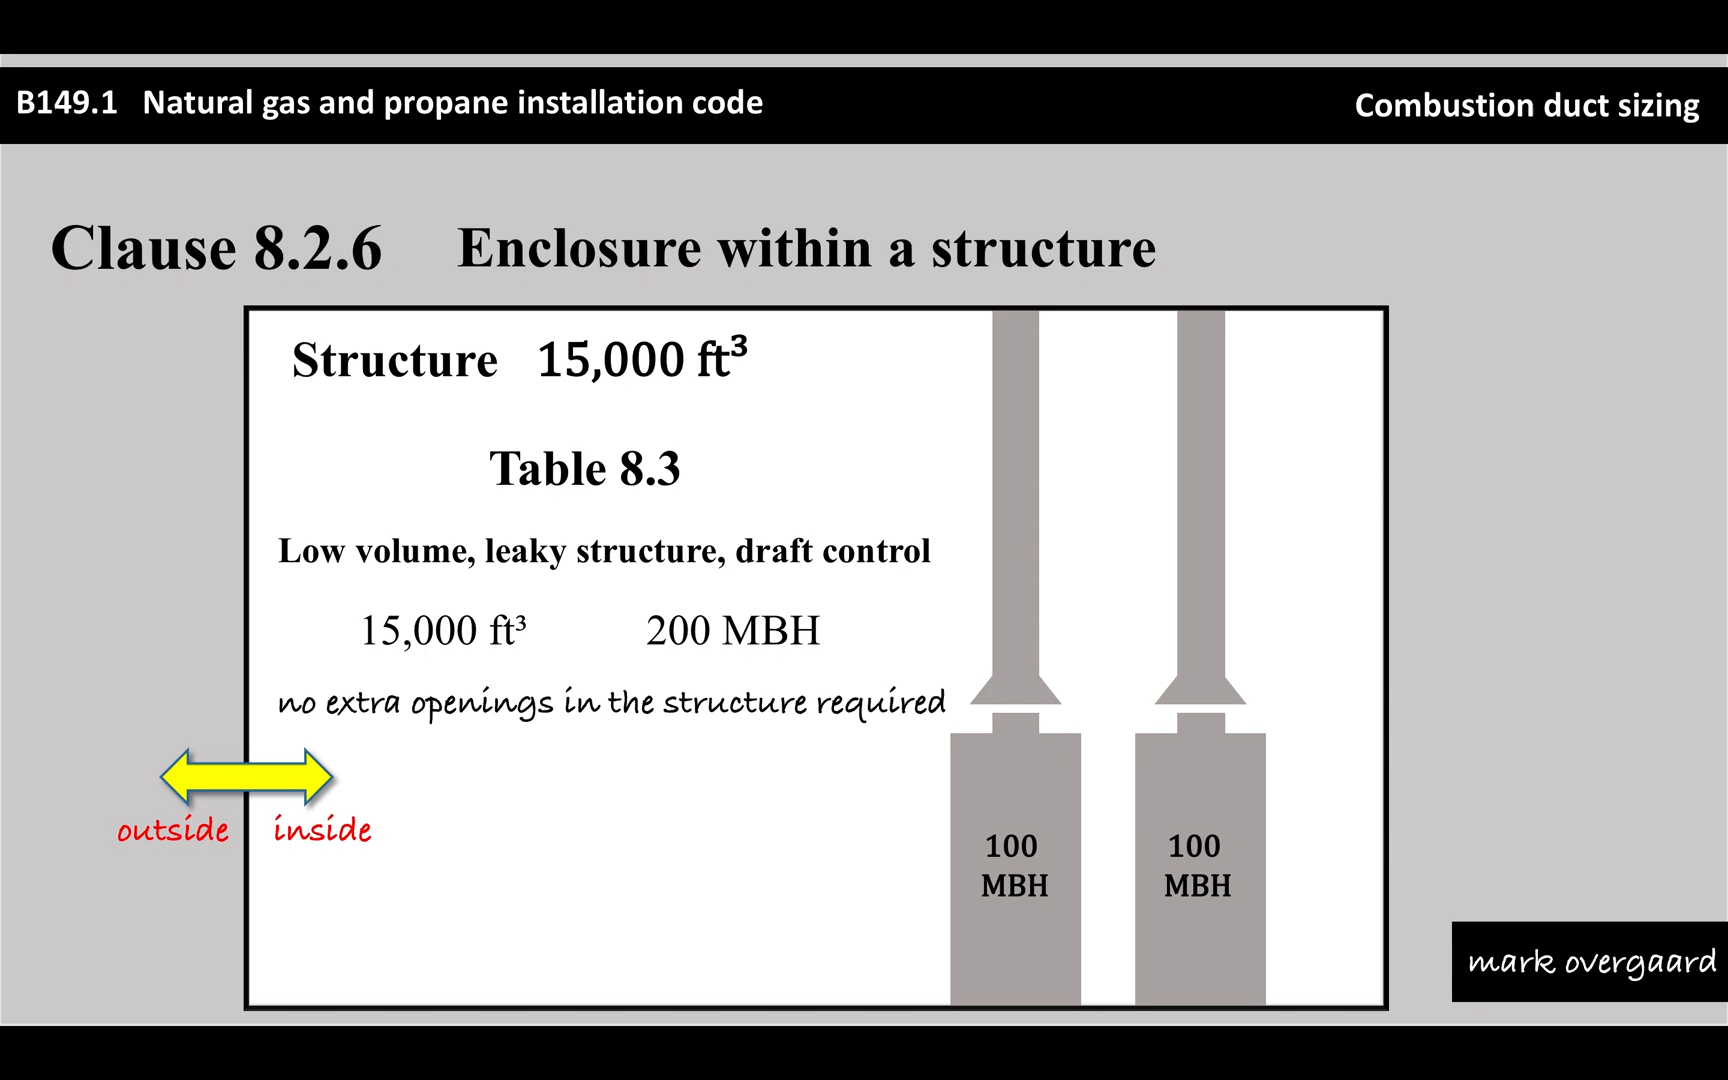 B149.1 Natural gas and propane installation code
Combustion duct sizing
Clause 8.2.6 Enclosure within a structure
Structure 15,000 ft³
Table 8.3
Low volume, leaky structure, draft control
15,000 ft³ 200 MBH
no extra openings in the structure required
outside inside
100
MBH
100
MBH
mark overgaard